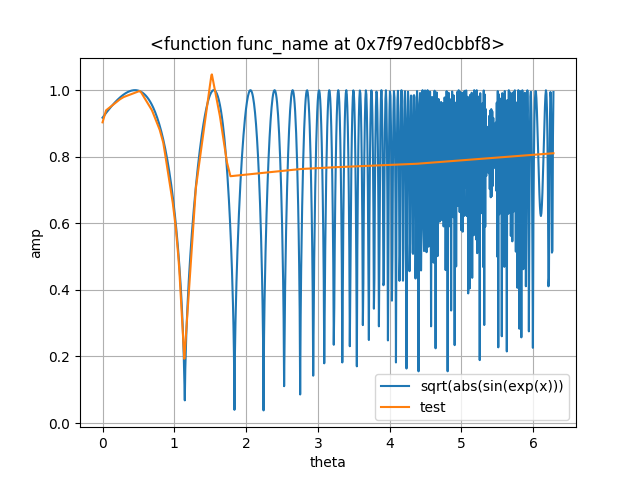 <function func_name at 0x7f97ed0cbbf8>
1.0
0.8
0.6
0.4
0.2
0.0
amp
0 1 2 3 4 5 6
theta
sqrt(abs(sin(exp(x)))
test